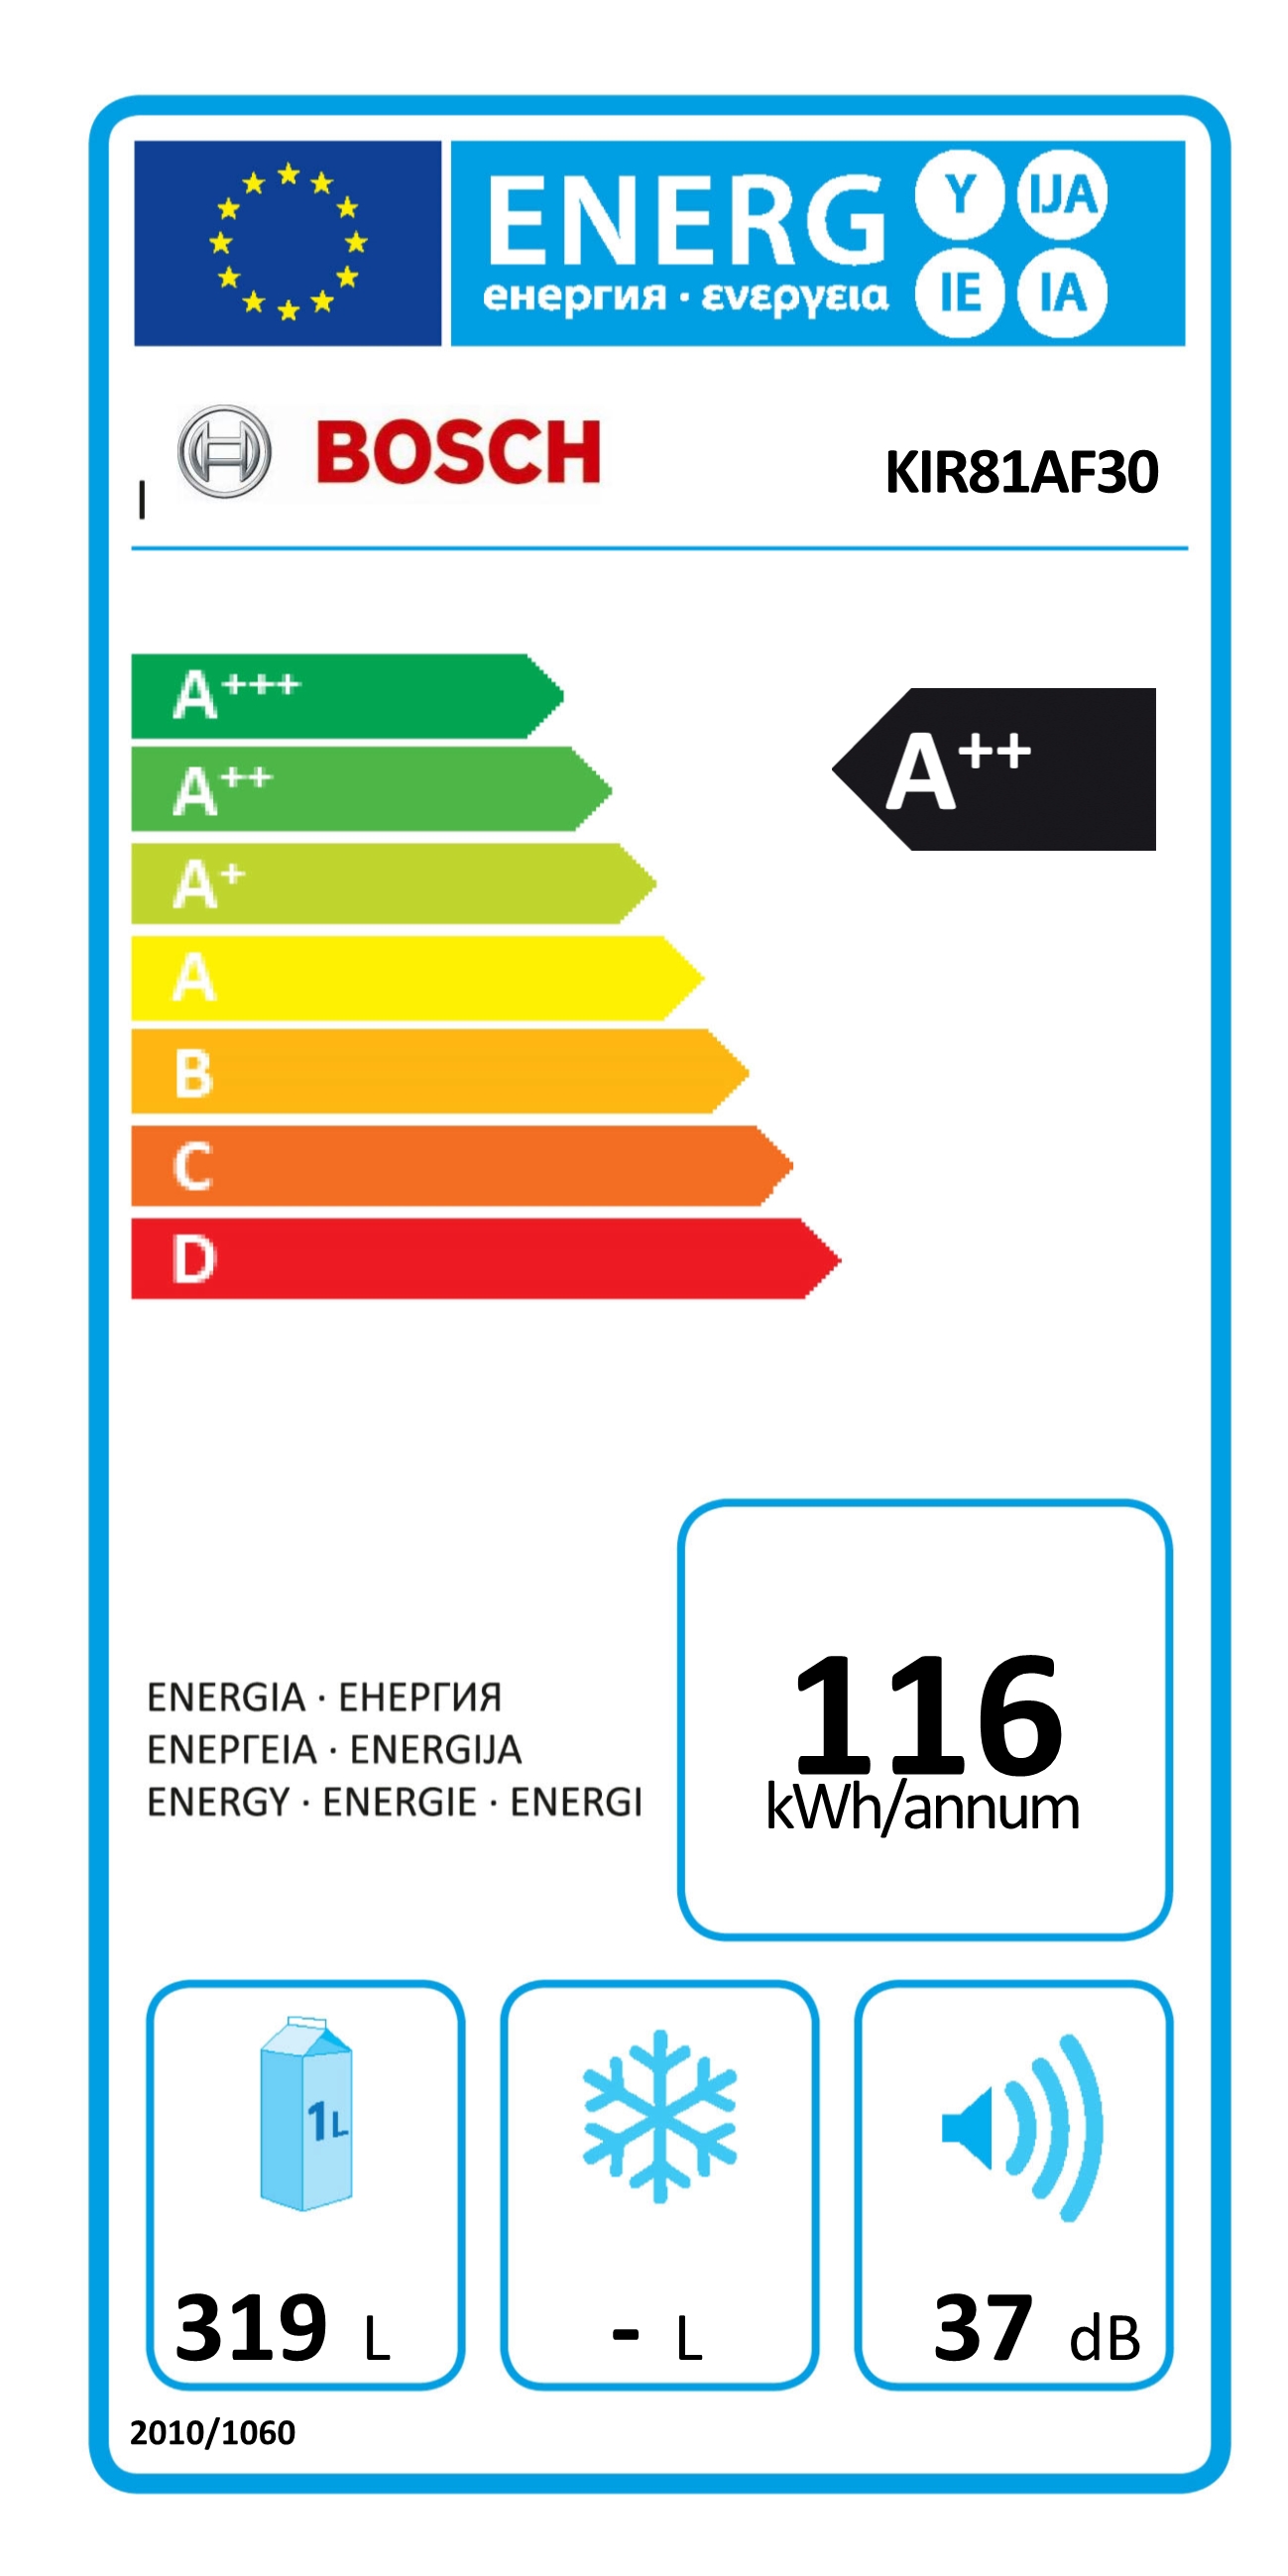 ENERG Y IJA
енергия · ενεργεια IE IA
BOSCH
KIR81AF30
I
A+++
A++
A++
A+
A
B
C
D
ENERGIA · ЕНЕРГИЯ
ΕΝΕΡΓΕΙΑ · ENERGIJA
ENERGY · ENERGIE · ENERGI
116
kWh/annum
1L
319 L
- L
37 dB
2010/1060